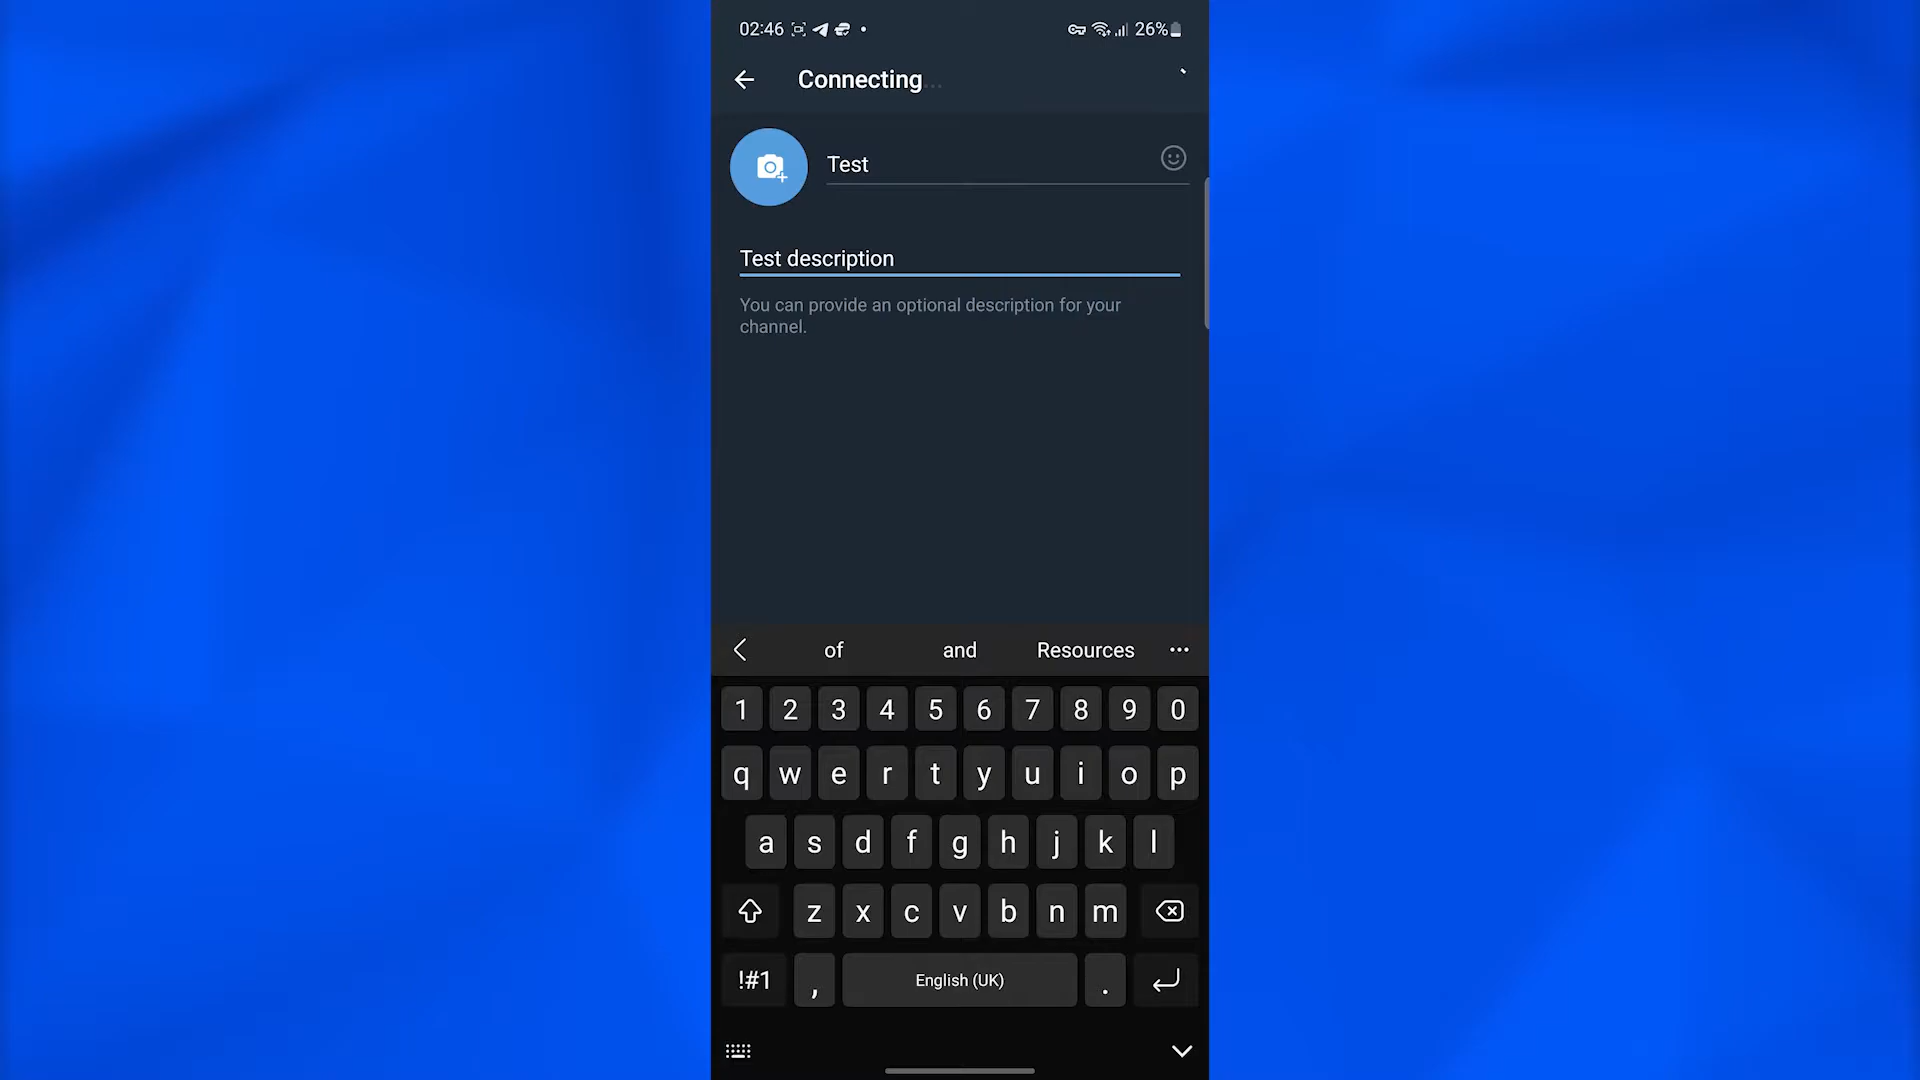 02:46
26%
Connecting...
Test
Test description
You can provide an optional description for your
channel.
of and Resources
1 2 3 4 5 6 7 8 9 0
q w e r t y u i o p
a s d f g h j k l
z x c v b n m
!#1 , English (UK) .